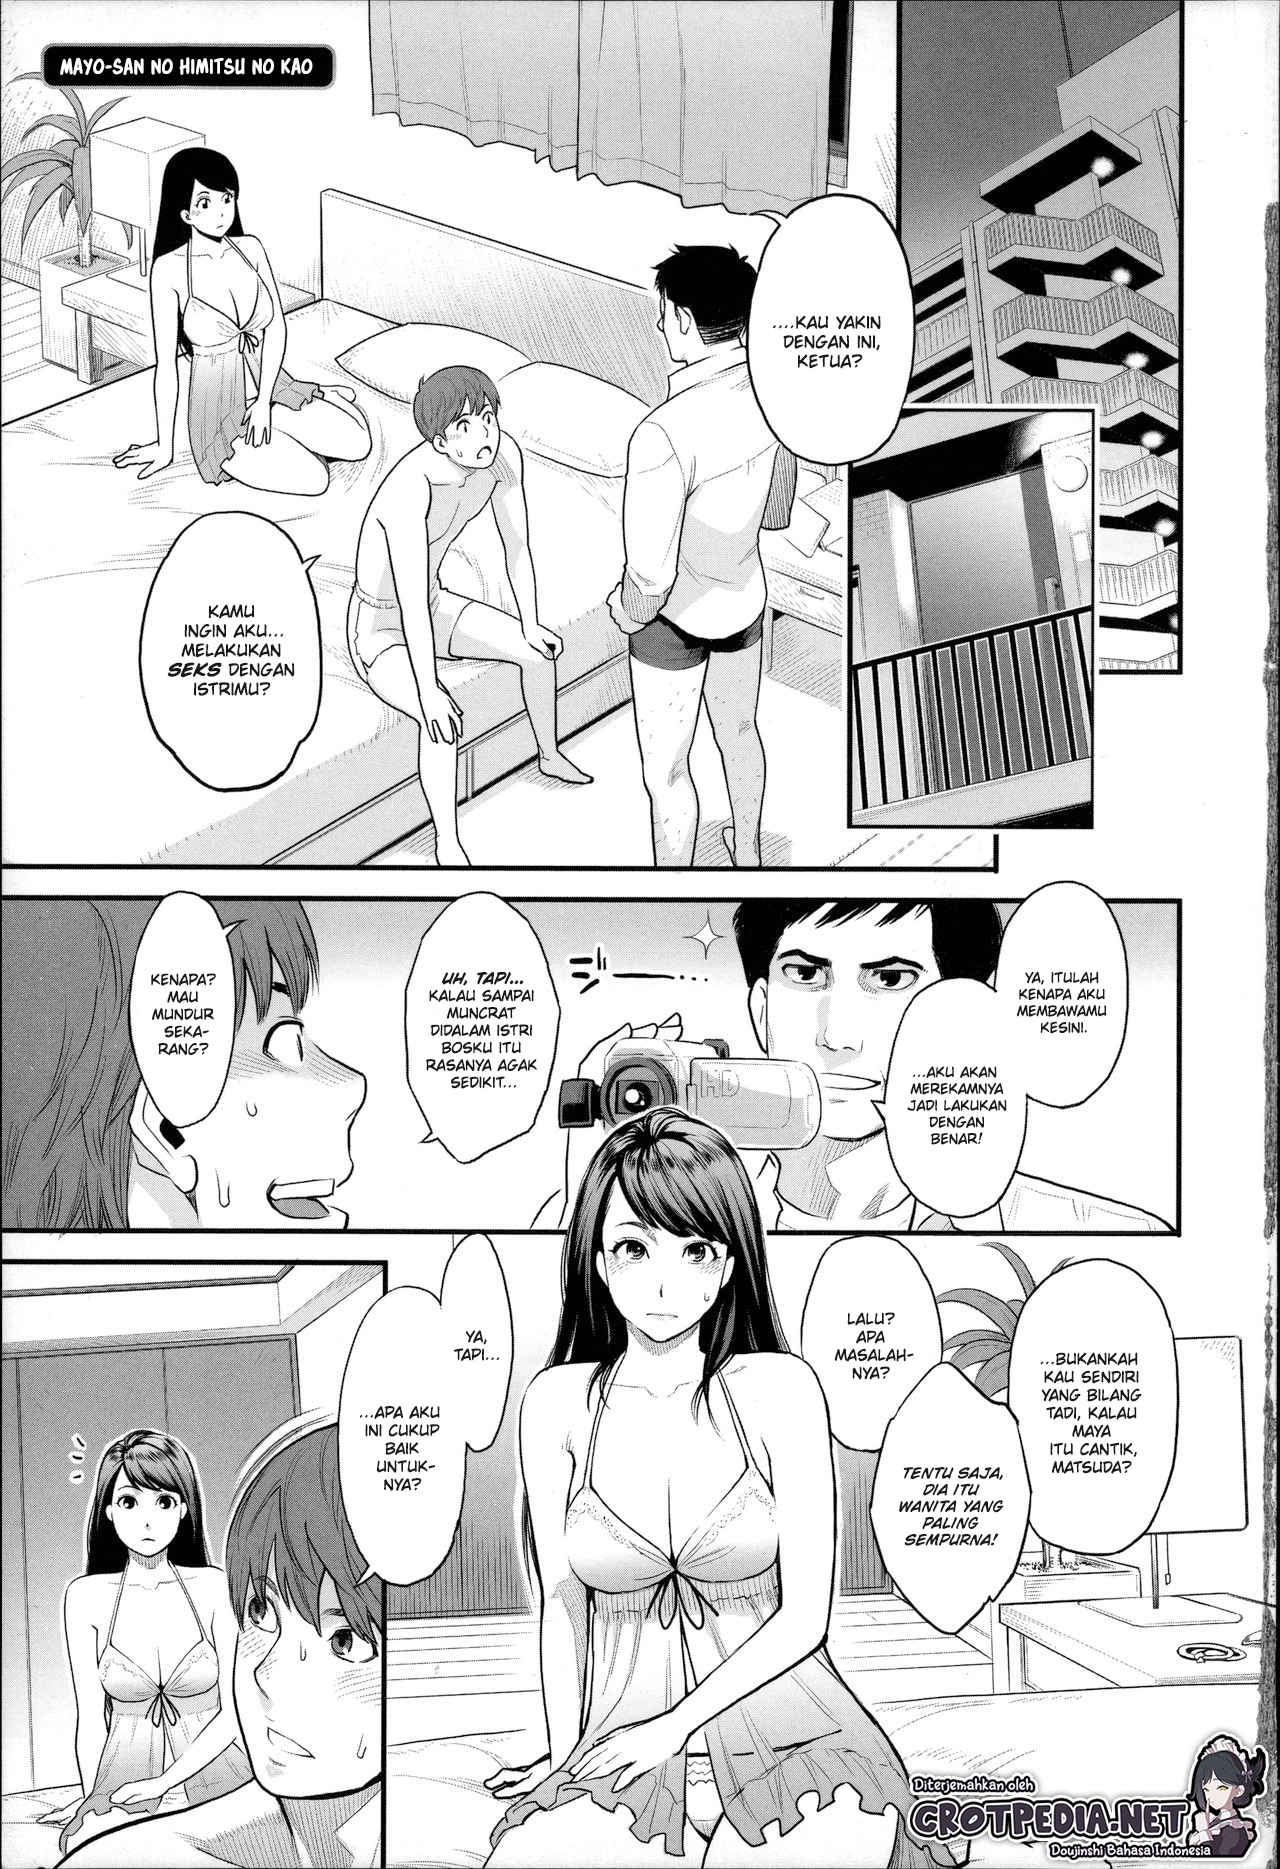 MAYO-SAN NO HIMITSU NO KAO
....KAU YAKIN
DENGAN INI,
KETUA?
KAMU
INGIN AKU...
MELAKUKAN
SEKS DENGAN
ISTRIMU?
YA, ITULAH
KENAPA AKU
MEMBAWAMU
KESINI.
...AKU AKAN
MEREKAMNYA
JADI LAKUKAN
DENGAN
BENAR!
UH, TAPI...
KALAU SAMPAI
MUNCRAT
DIDALAM ISTRI
BOSKU ITU
RASANYA AGAK
SEDIKIT...
KENAPA?
MAU
MUNDUR
SEKA-
RANG?
HD
...BUKANKAH
KAU SENDIRI
YANG BILANG
TADI, KALAU
MAYA
ITU CANTIK,
MATSUDA?
TENTU SAJA,
DIA ITU
WANITA YANG
PALING
SEMPURNA!
LALU?
APA
MASALAH-
NYA?
YA,
TAPI...
...APA AKU
INI CUKUP
BAIK
UNTUK-
NYA?
Diterjemahkan oleh
CROTPEDIA.NET
Doujinshi Bahasa Indonesia